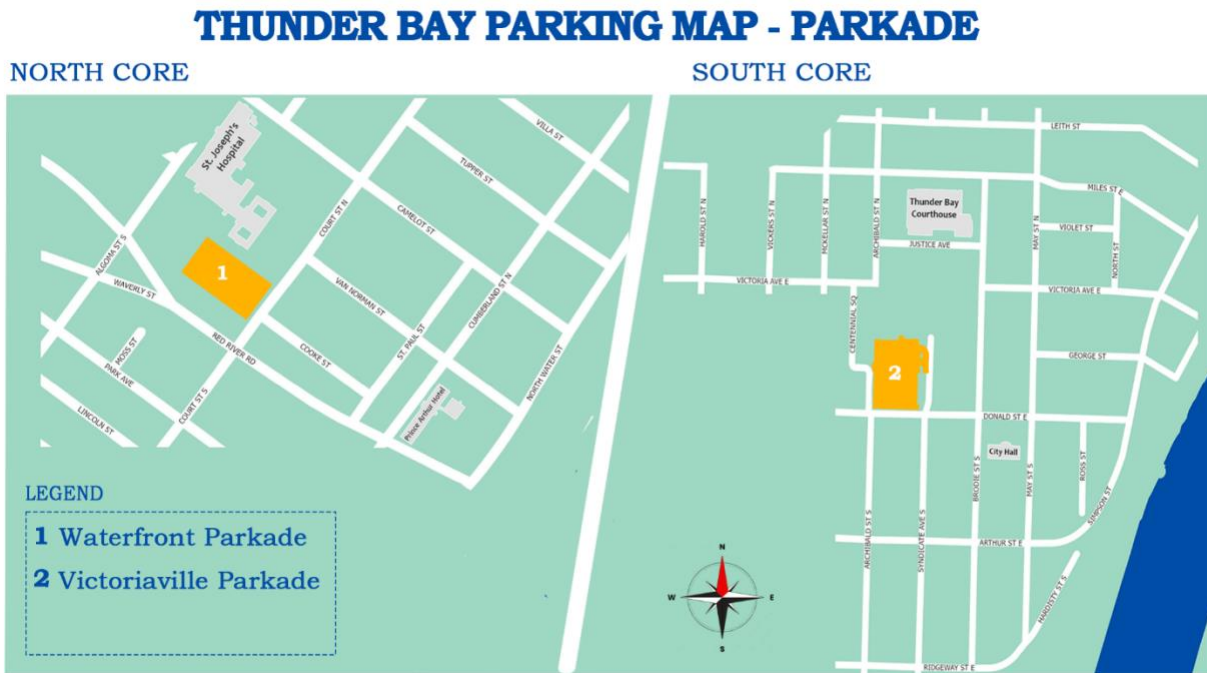 THUNDER BAY PARKING MAP - PARKADE
NORTH CORE
SOUTH CORE
St. Joseph's
Hospital
1
ALGOMA ST S
WAVERLY ST
MOSS ST
PARK AVE
LINCOLN ST
RED RIVER RD
COURT ST S
COURT ST N
COOKE ST
VAN NORMAN ST
CAMELOT ST
TUPPER ST
VILLA ST
ST. PAUL ST
CUMBERLAND ST N
NORTH WATER ST
Prince Arthur Hotel
LEGEND
1 Waterfront Parkade
2 Victoriaville Parkade
LEITH ST
MILES ST E
HAROLD ST N
VICKERS ST N
MCKELLAR ST N
ARCHIBALD ST N
Thunder Bay
Courthouse
JUSTICE AVE
MAY ST N
VIOLET ST
NORTH ST
VICTORIA AVE E
VICTORIA AVE E
CENTENNIAL SQ
2
GEORGE ST
DONALD ST E
City Hall
BRODIE ST S
MAY ST S
ROSS ST
SIMPSON ST
ARCHIBALD ST S
SYNDICATE AVE S
ARTHUR ST E
HARDISTY ST S
RIDGEWAY ST E
N
W
E
S